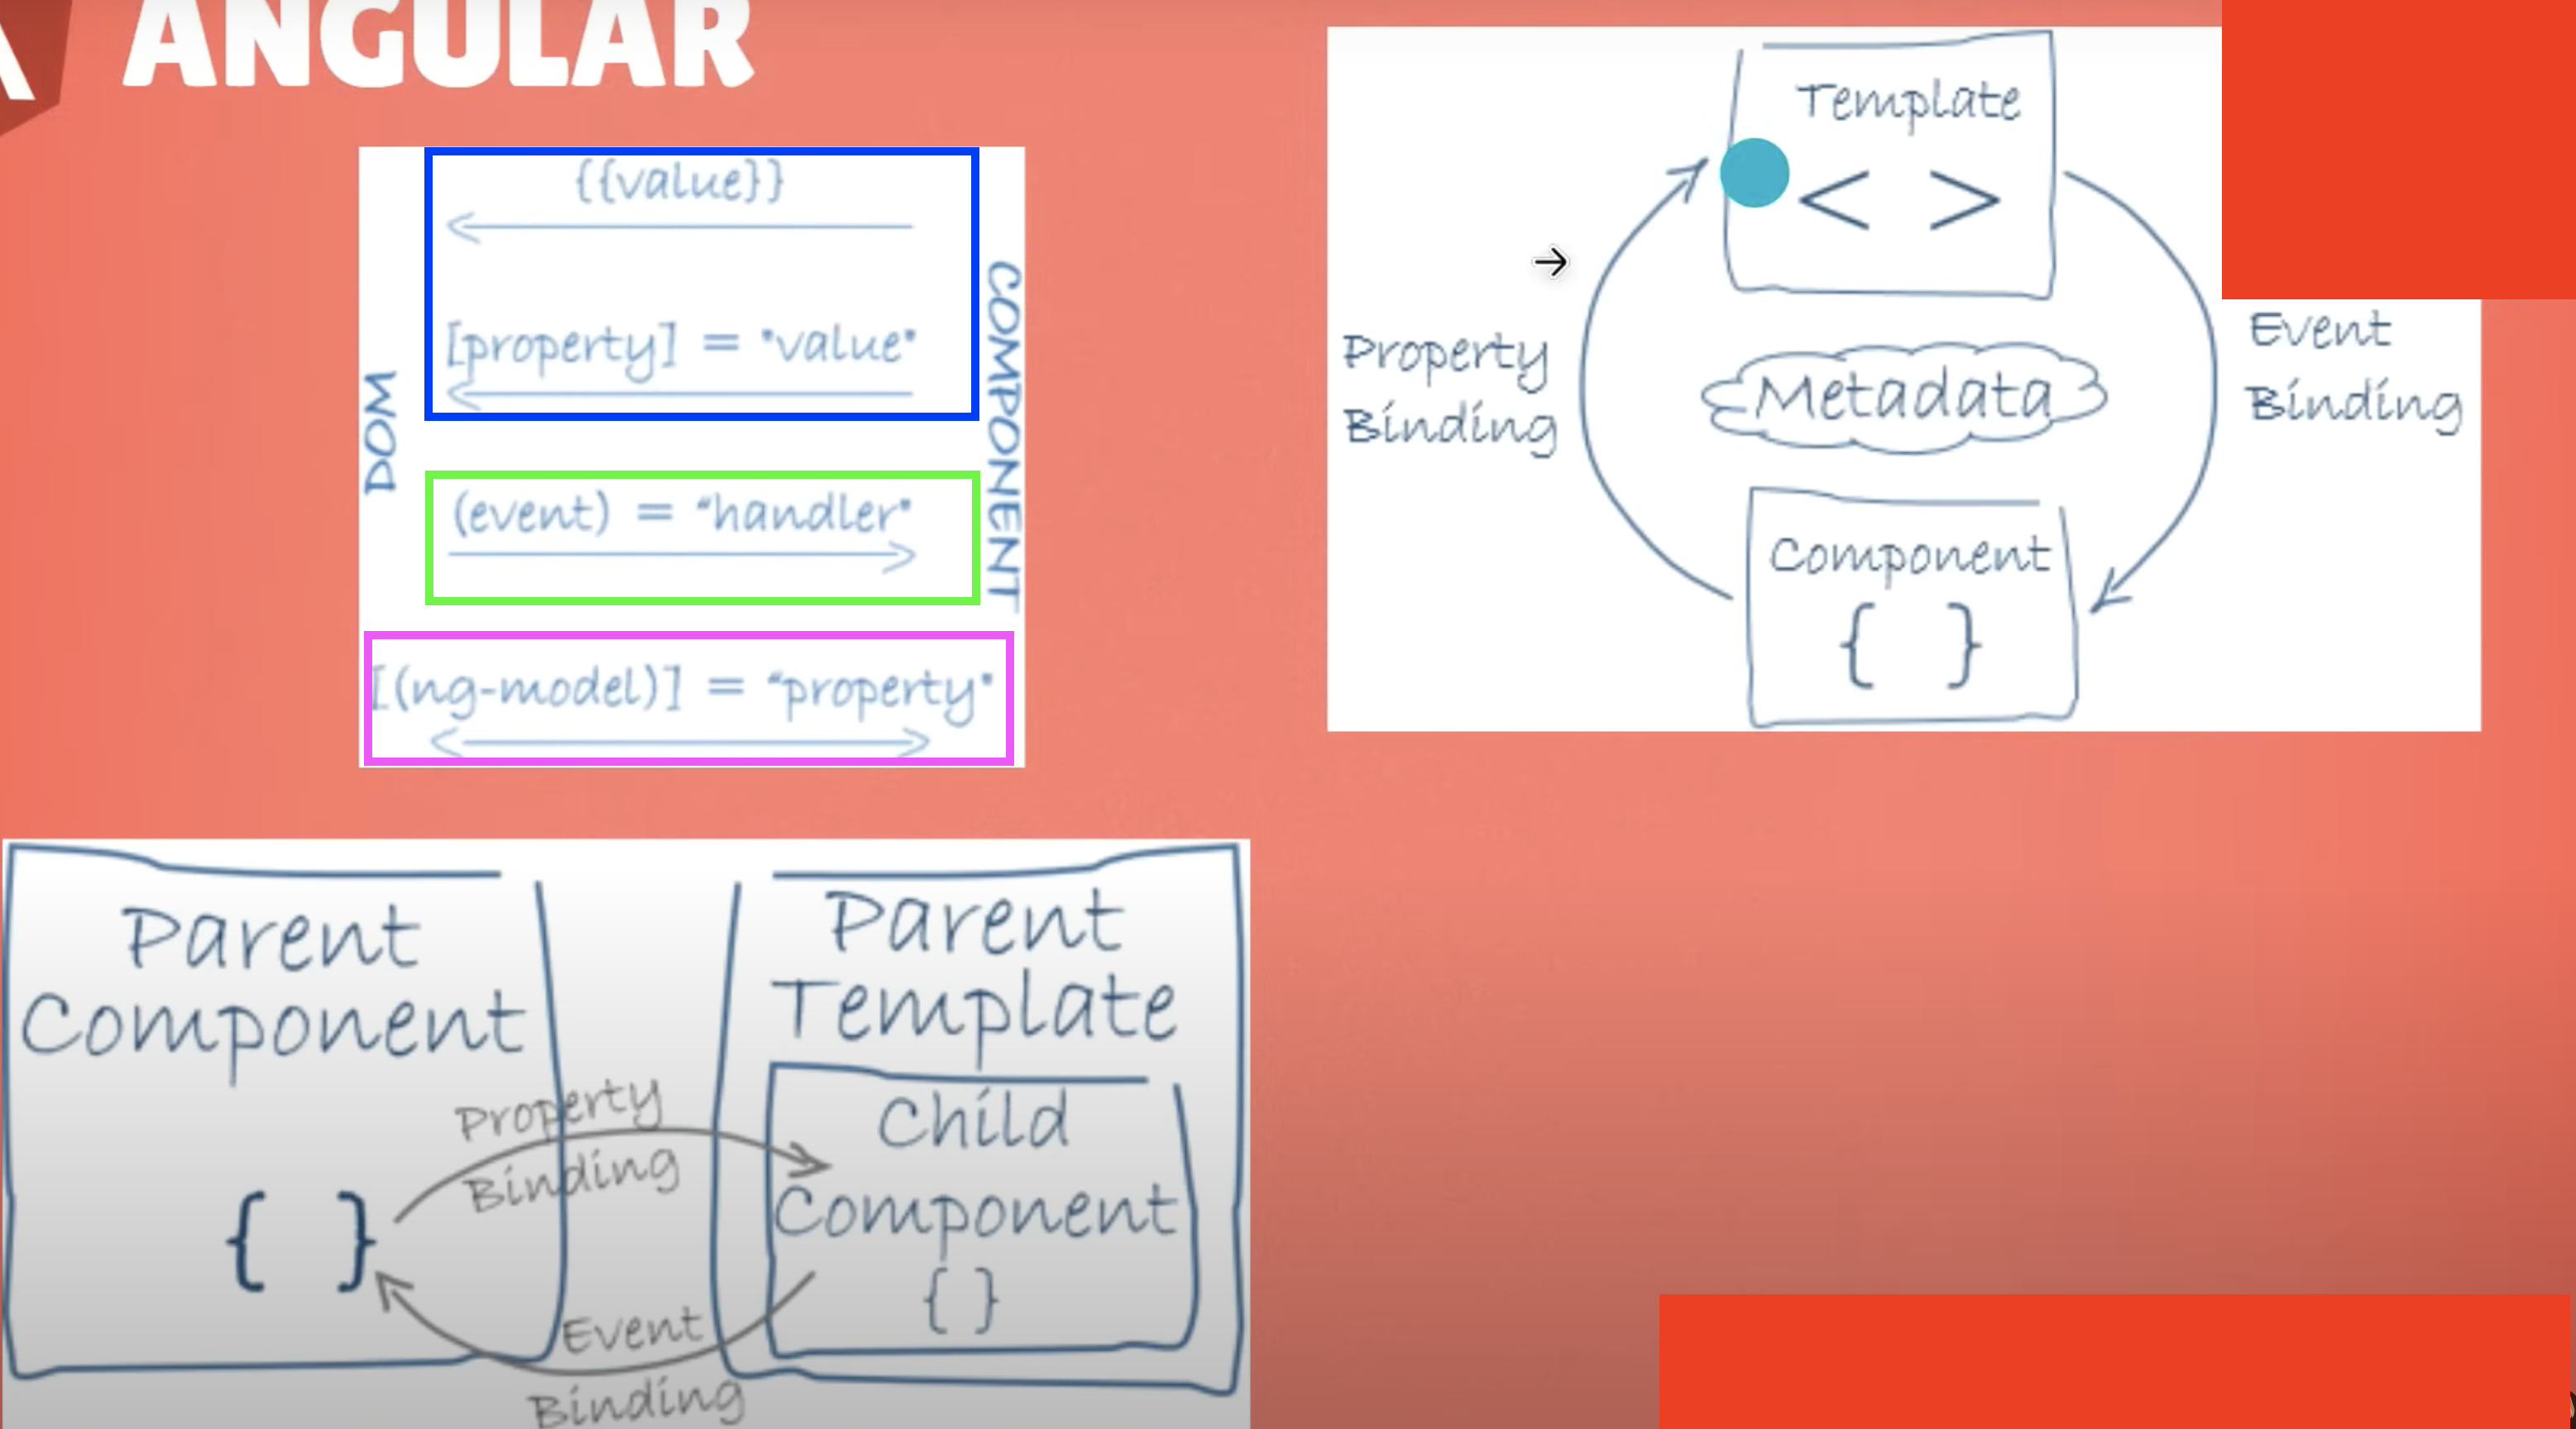 ANGULAR
{{value}}
[property] = "value"
(event) = "handler"
[(ng-model)] = "property"
DOM
COMPONENT
Template
< >
Property
Binding
Metadata
Event
Binding
Component
{ }
Parent
Component
{ }
Property
Binding
Event
Binding
Parent
Template
Child
Component
{ }